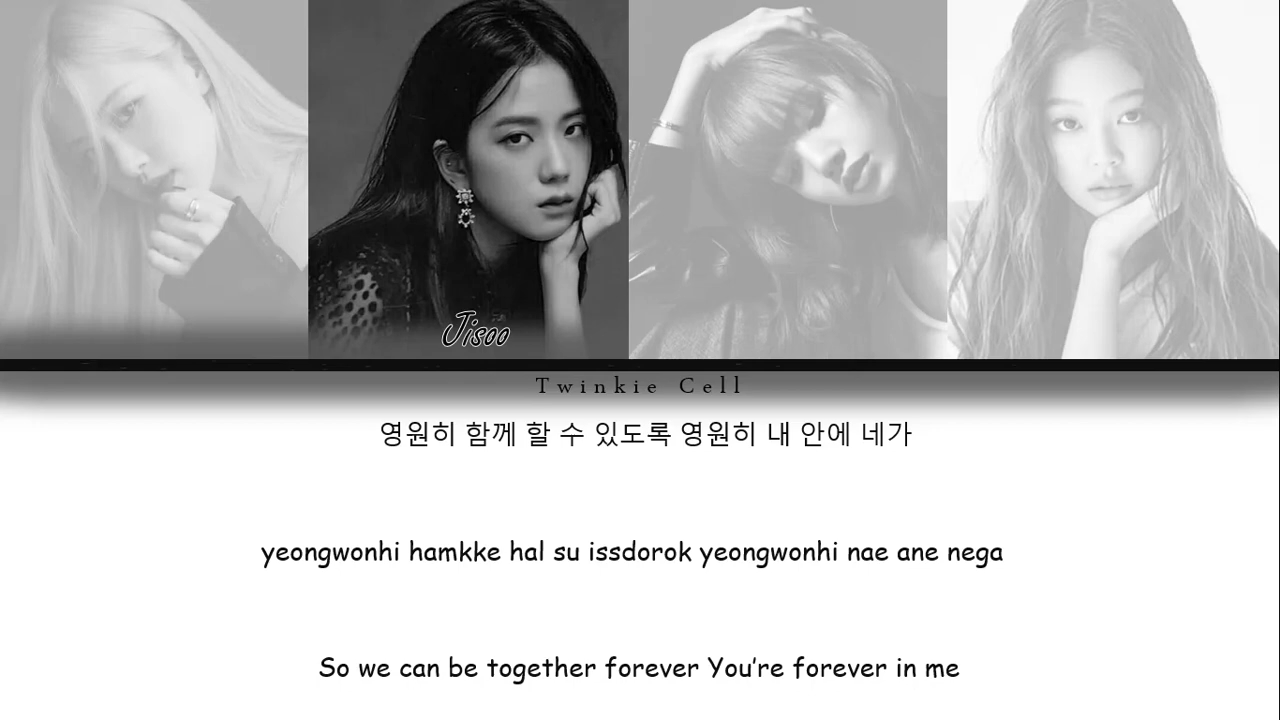 Jisoo
Twinkie Cell
영원히 함께 할 수 있도록 영원히 내 안에 네가
yeongwonhi hamkke hal su issdorok yeongwonhi nae ane nega
So we can be together forever You're forever in me